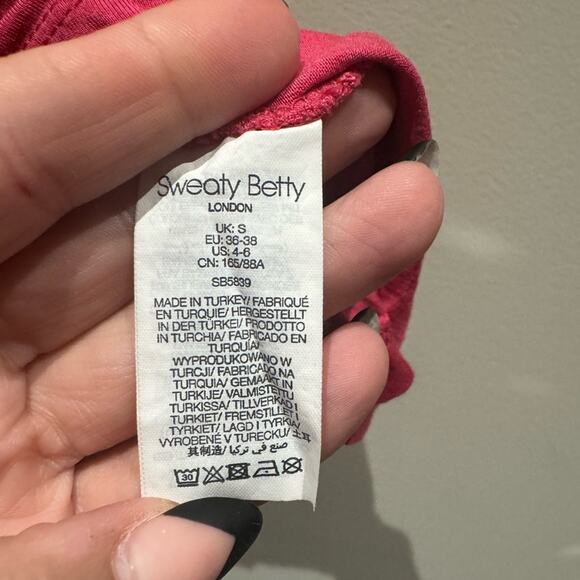 Sweaty Betty
LONDON
UK: S
EU: 36-38
US: 4-6
CN: 165/88A
SB5839
MADE IN TURKEY/ FABRIQUÉ
EN TURQUIE/ HERGESTELLT
IN DER TÜRKEI/ PRODOTTO
IN TURCHIA/ FABRICADO EN
TURQUÍA/
WYPRODUKOWANO W
TURCJI/ FABRICADO NA
TURQUIA/ GEMAAKT IN
TURKIJE/ VALMISTETTU
TURKISSA/ TILLVERKAD I
TURKIET/ FREMSTILLET I
TYRKIET/ LAGD I TYRKIA/
VYROBENÉ V TURECKU/ 土耳
其制造/ صنع في تركيا
30